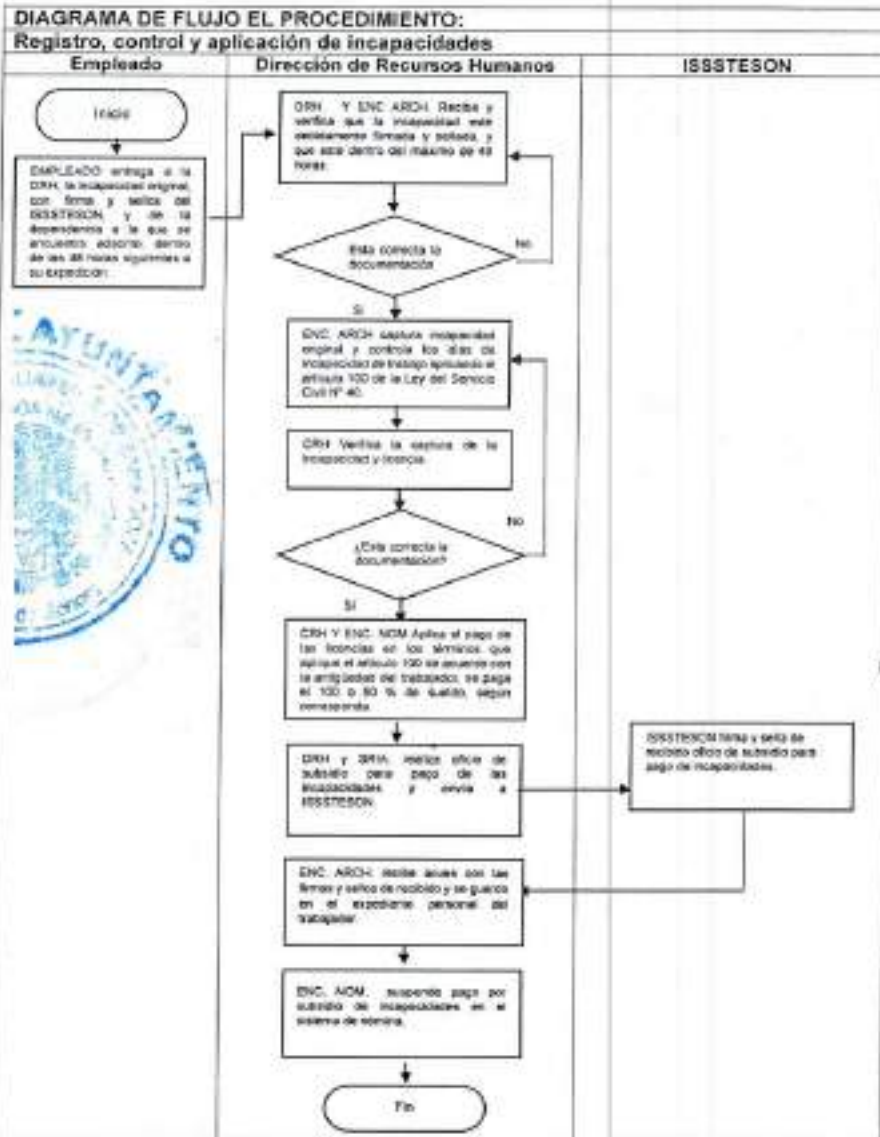 DIAGRAMA DE FLUJO EL PROCEDIMIENTO:
Registro, control y aplicación de incapacidades
Empleado
Dirección de Recursos Humanos
ISSSTESON
Inicio
EMPLEADO entrega a la
DRH, la incapacidad original,
con firma y sellos del
ISSSTESON, y de la
dependencia a la que se
encuentra adscrito, dentro
de las 48 horas siguientes a
su expedición
DRH Y ENC ARCH. Recibe y
verifica que la incapacidad este
debidamente firmada y sellada, y
que este dentro del máximo de 48
horas.
Esta correcta la
documentación
No
Si
ENC. ARCH captura incapacidad
original y controla los días de
incapacidad de trabajo aplicando el
artículo 100 de la Ley del Servicio
Civil N° 40.
DRH Verifica la captura de la
incapacidad y licencia.
¿Esta correcta la
documentación?
No
Si
DRH Y ENC. NOM Aplica el pago de
las licencias en los términos que
aplique el artículo 100 de acuerdo con
la antigüedad del trabajador, se paga
el 100 o 50 % de sueldo, según
corresponda.
DRH y SRIA. realiza oficio de
subsidio para pago de las
incapacidades y envía a
ISSSTESON.
ISSSTESON firma y sella de
recibido oficio de subsidio para
pago de incapacidades.
ENC. ARCH. recibe acuse con las
firmas y sellos de recibido y se guarda
en el expediente personal del
trabajador.
ENC. NOM. suspende pago por
subsidio de incapacidades en el
sistema de nómina.
Fin
AYUNTAMIENTO